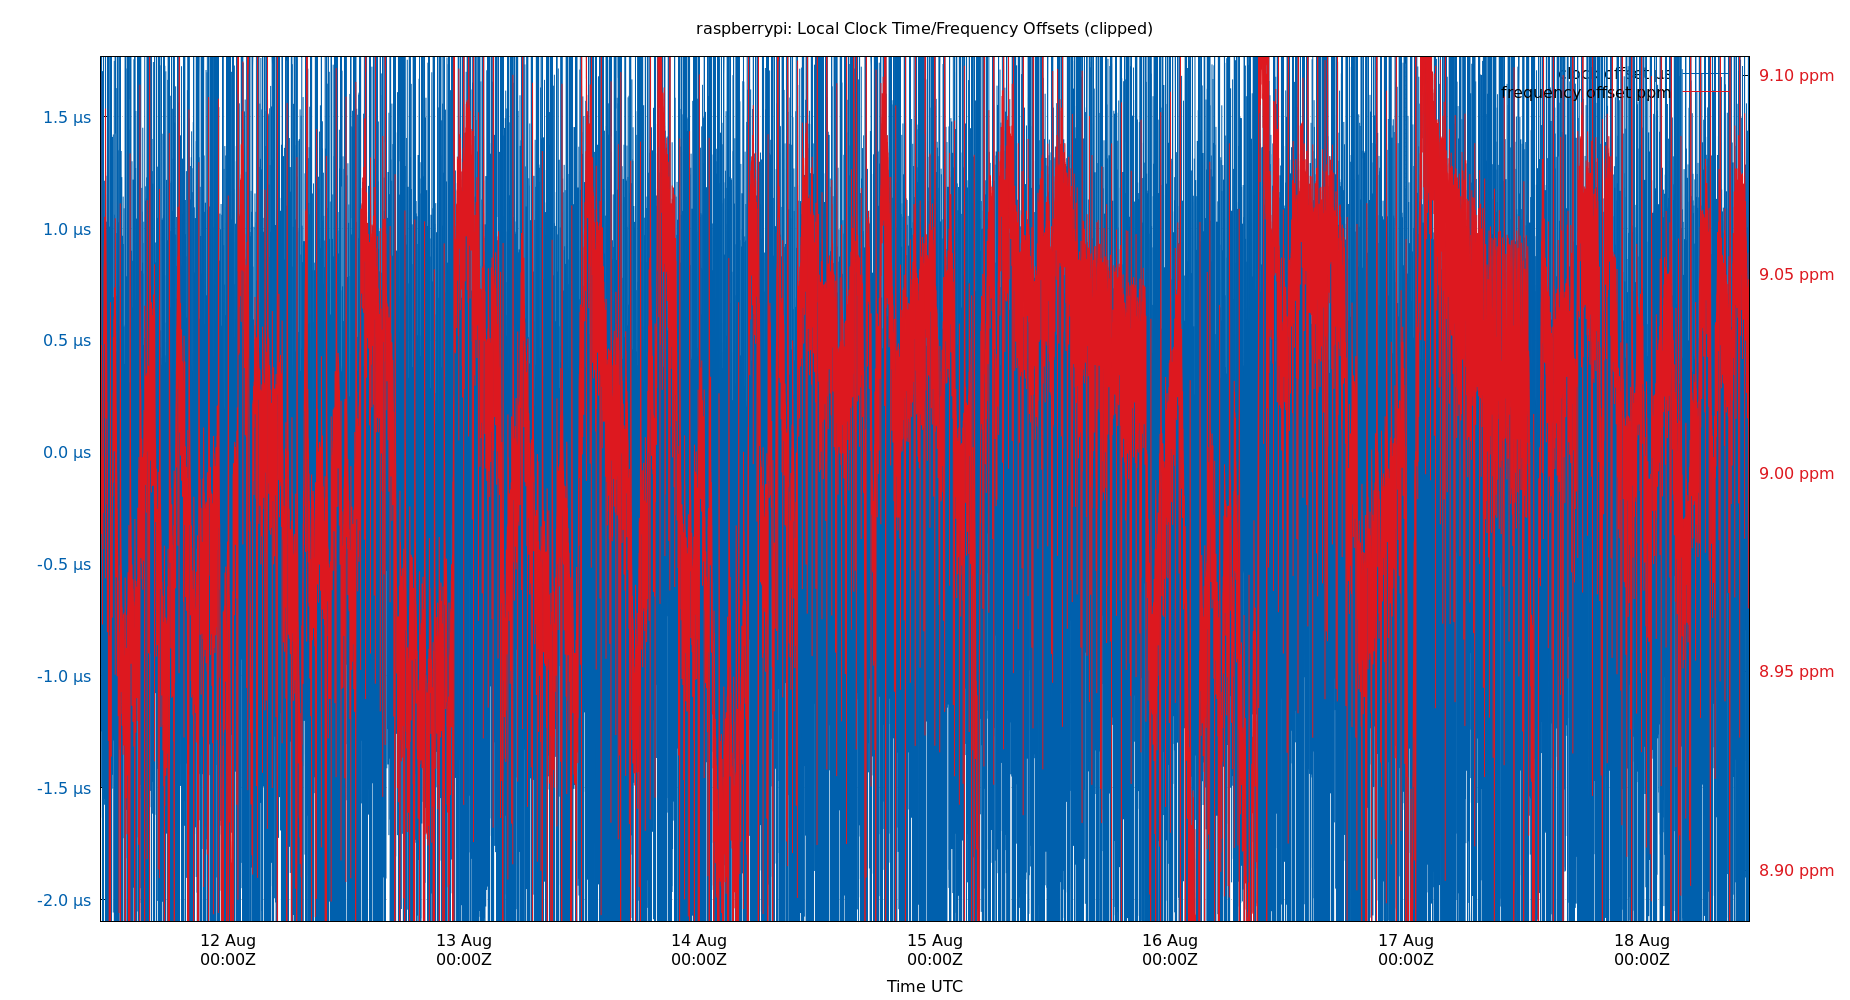 raspberrypi: Local Clock Time/Frequency Offsets (clipped)
clock offset µs
frequency offset ppm
1.5 µs
1.0 µs
0.5 µs
0.0 µs
-0.5 µs
-1.0 µs
-1.5 µs
-2.0 µs
9.10 ppm
9.05 ppm
9.00 ppm
8.95 ppm
8.90 ppm
12 Aug 13 Aug 14 Aug 15 Aug 16 Aug 17 Aug 18 Aug
00:00Z 00:00Z 00:00Z 00:00Z 00:00Z 00:00Z 00:00Z
Time UTC